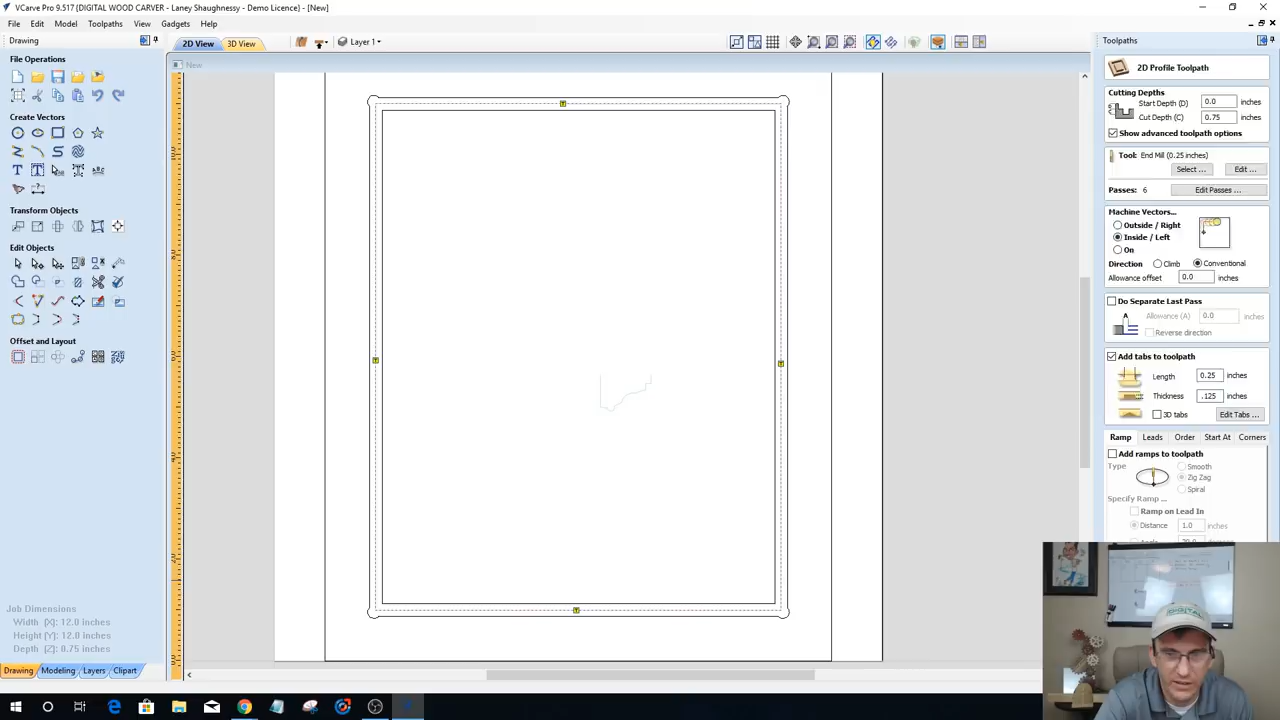 VCarve Pro 9.517 {DIGITAL WOOD CARVER - Laney Shaughnessy - Demo Licence} - [New]
File Edit Model Toolpaths View Gadgets Help
Drawing
2D View 3D View
Layer 1
Toolpaths
New
File Operations
Create Vectors
Transform Objects
Edit Objects
Offset and Layout
Job Dimensions
Width (X): 12.0 inches
Height (Y): 12.0 inches
Depth (Z): 0.75 inches
Drawing Modeling Layers Clipart
T
T
T
T
2D Profile Toolpath
Cutting Depths
Start Depth (D) 0.0 inches
Cut Depth (C) 0.75 inches
Show advanced toolpath options
Tool: End Mill (0.25 inches)
Select ... Edit ...
Passes: 6 Edit Passes ...
Machine Vectors...
Outside / Right
Inside / Left
On
Direction Climb Conventional
Allowance offset 0.0 inches
Do Separate Last Pass
A Allowance (A) 0.0 inches
Reverse direction
Add tabs to toolpath
Length 0.25 inches
Thickness .125 inches
3D tabs Edit Tabs ...
Ramp Leads Order Start At Corners
Add ramps to toolpath
Type Smooth
Zig Zag
Spiral
Specify Ramp ...
Ramp on Lead In
Distance 1.0 inches